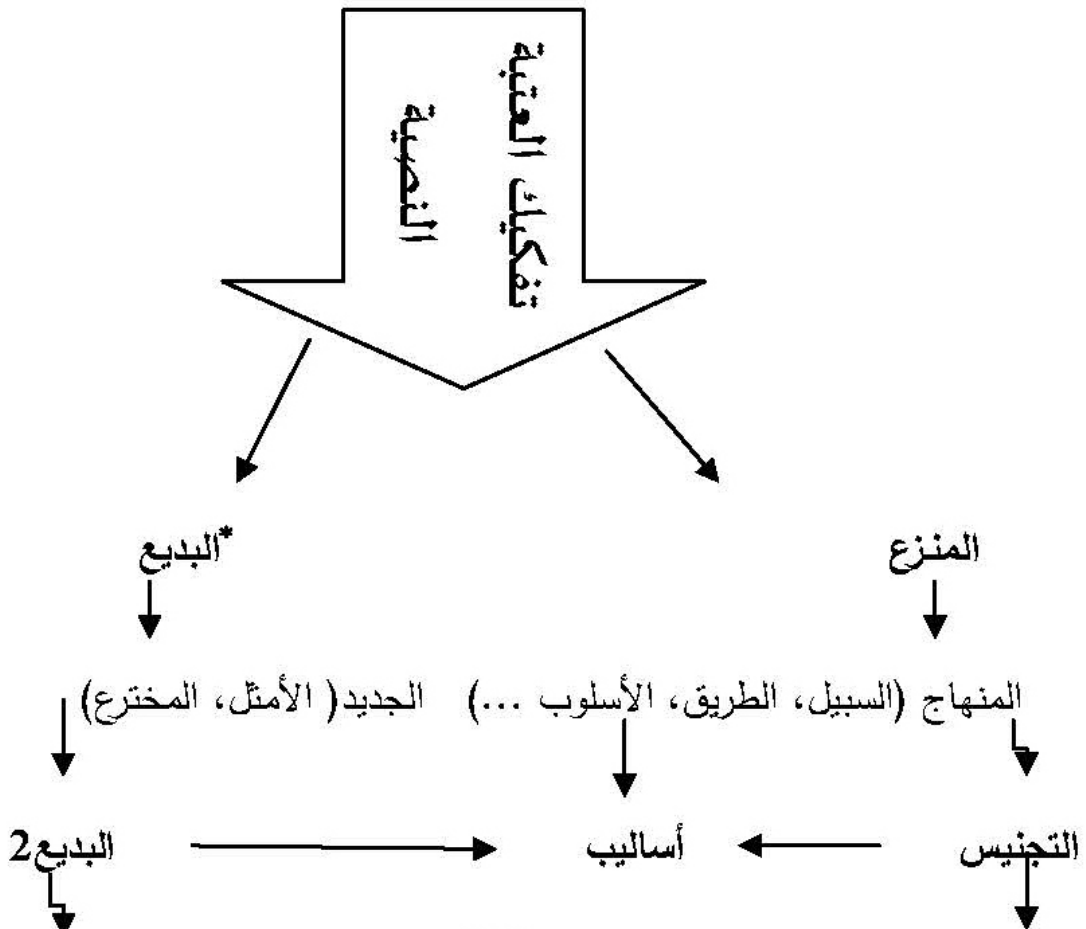 تفكيك العتبة
النصية
المنزع
البديع*
المنهاج (السبيل، الطريق، الأسلوب ...) الجديد( الأمثل، المخترع)
التجنيس أساليب البديع2